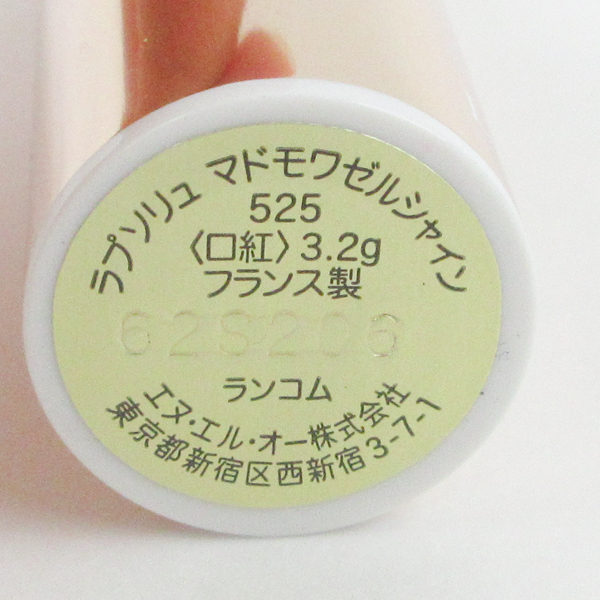 ラプソリュ マドモワゼルシャイン
525
〈口紅〉3.2g
フランス製
ランコム
エヌ・エル・オー株式会社
東京都新宿区西新宿3-7-1